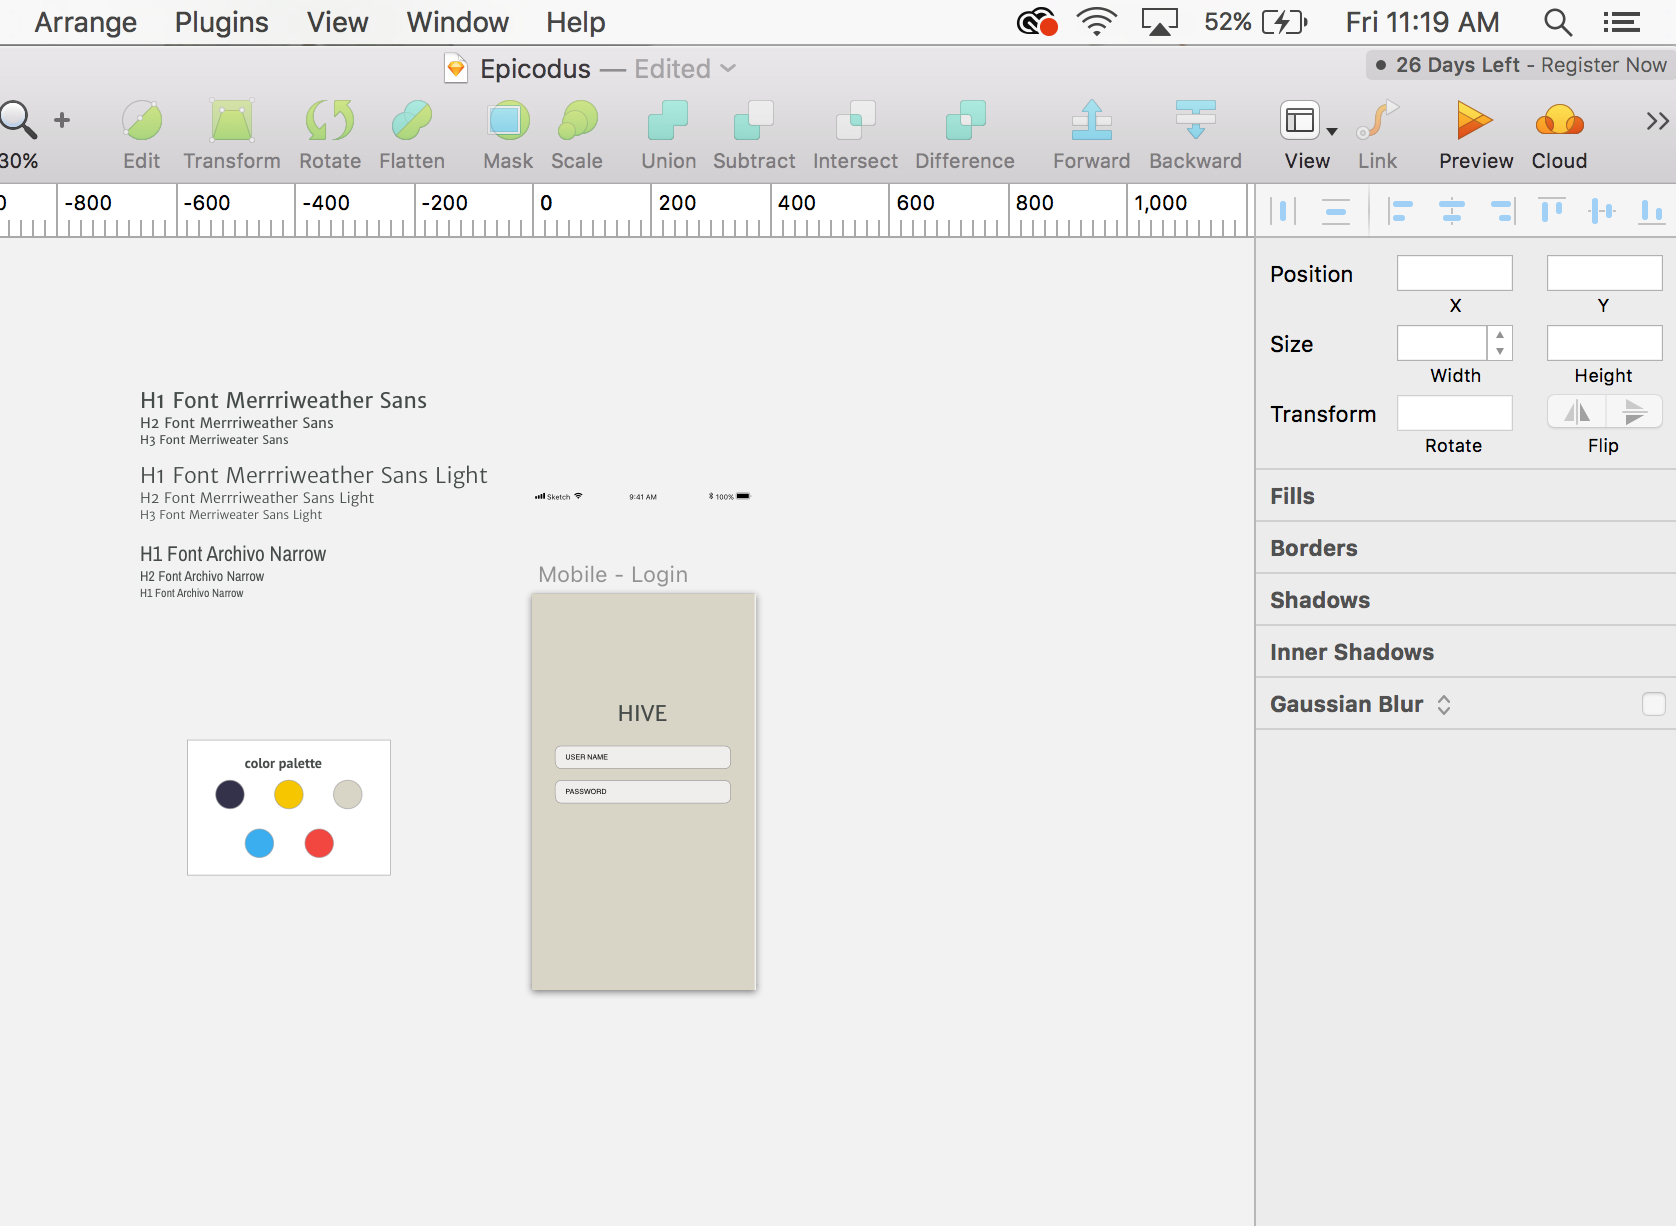 Arrange Plugins View Window Help 52% Fri 11:19 AM
Epicodus — Edited 26 Days Left - Register Now
30% Edit Transform Rotate Flatten Mask Scale Union Subtract Intersect Difference Forward Backward View Link Preview Cloud
-800 -600 -400 -200 0 200 400 600 800 1,000
Position
X Y
Size
Width Height
Transform
Rotate Flip
Fills
Borders
Shadows
Inner Shadows
Gaussian Blur
H1 Font Merrriweather Sans
H2 Font Merrriweather Sans
H3 Font Merriweater Sans
H1 Font Merrriweather Sans Light
H2 Font Merrriweather Sans Light
H3 Font Merriweater Sans Light
H1 Font Archivo Narrow
H2 Font Archivo Narrow
H1 Font Archivo Narrow
Sketch 9:41 AM 100%
Mobile - Login
HIVE
USER NAME
PASSWORD
color palette